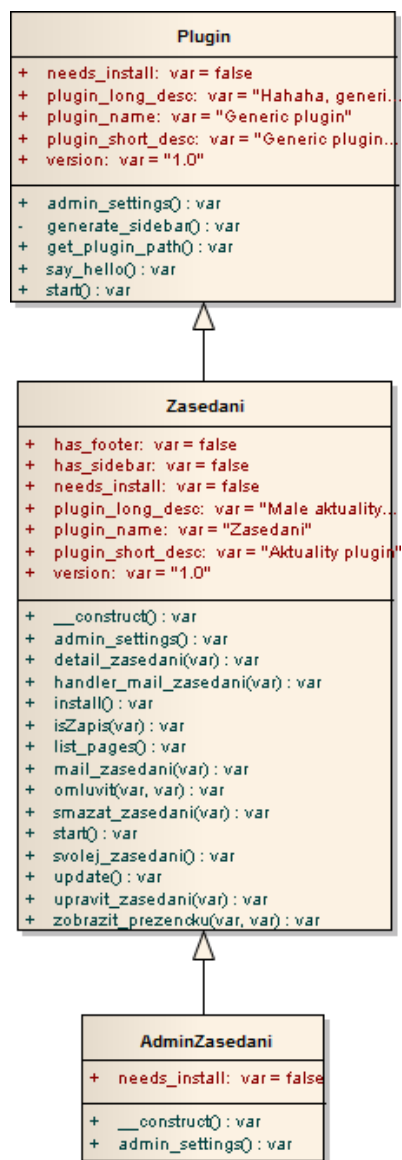 Plugin
+ needs_install: var = false
+ plugin_long_desc: var = "Hahaha, generi...
+ plugin_name: var = "Generic plugin"
+ plugin_short_desc: var = "Generic plugin...
+ version: var = "1.0"
+ admin_settings() : var
- generate_sidebar() : var
+ get_plugin_path() : var
+ say_hello() : var
+ start() : var
Zasedani
+ has_footer: var = false
+ has_sidebar: var = false
+ needs_install: var = false
+ plugin_long_desc: var = "Male aktuality...
+ plugin_name: var = "Zasedani"
+ plugin_short_desc: var = "Aktuality plugin"
+ version: var = "1.0"
+ __construct() : var
+ admin_settings() : var
+ detail_zasedani(var) : var
+ handler_mail_zasedani(var) : var
+ install() : var
+ isZapis(var) : var
+ list_pages() : var
+ mail_zasedani(var) : var
+ omluvit(var, var) : var
+ smazat_zasedani(var) : var
+ start() : var
+ svolej_zasedani() : var
+ update() : var
+ upravit_zasedani(var) : var
+ zobrazit_prezencku(var, var) : var
AdminZasedani
+ needs_install: var = false
+ __construct() : var
+ admin_settings() : var